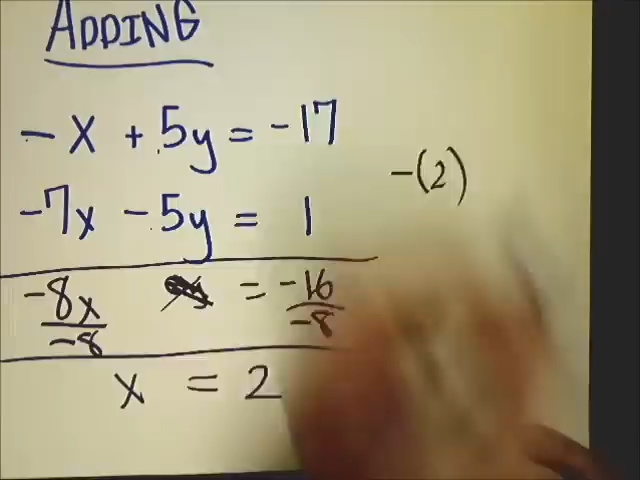 ADDING
-x + 5y = -17
-7x - 5y = 1
-(2)
-8x = -16
-8 -8
x = 2